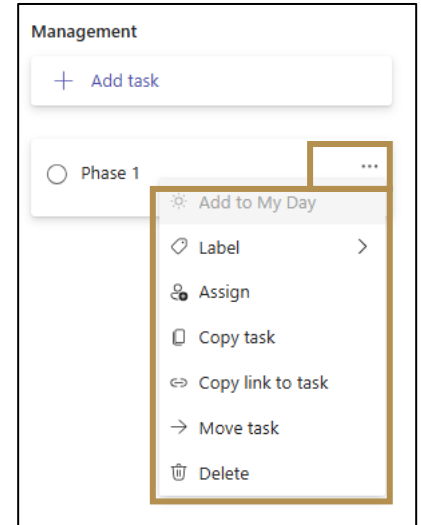 Management
Add task
Phase 1
...
Add to My Day
Label
Assign
Copy task
Copy link to task
Move task
Delete